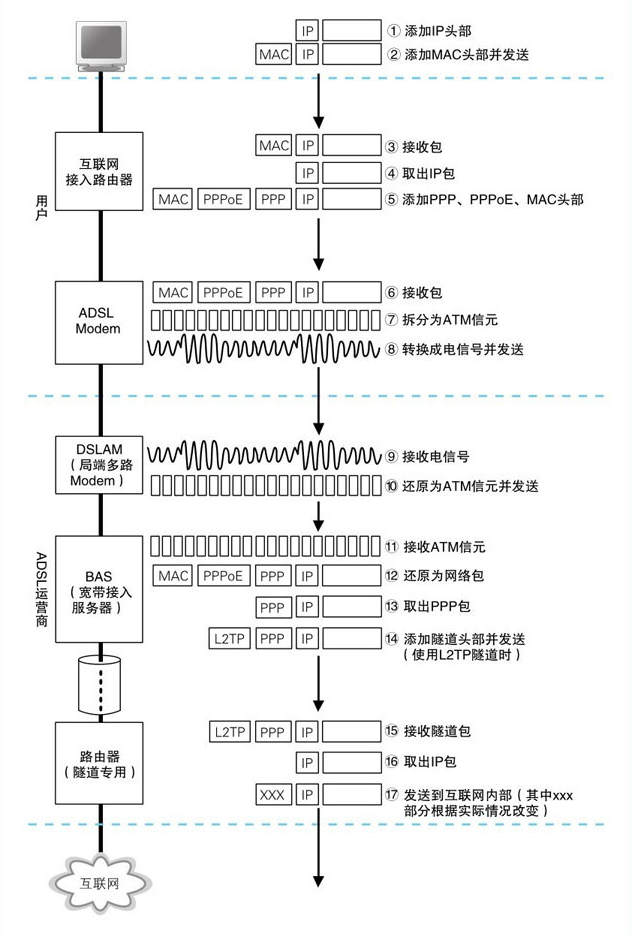 IP ① 添加IP头部
MAC IP ② 添加MAC头部并发送
用户
互联网
接入路由器
MAC IP ③ 接收包
IP ④ 取出IP包
MAC PPPoE PPP IP ⑤ 添加PPP、PPPoE、MAC头部
ADSL
Modem
MAC PPPoE PPP IP ⑥ 接收包
⑦ 拆分为ATM信元
⑧ 转换成电信号并发送
ADSL运营商
DSLAM
（局端多路
Modem）
⑨ 接收电信号
⑩ 还原为ATM信元并发送
BAS
（宽带接入
服务器）
⑪ 接收ATM信元
MAC PPPoE PPP IP ⑫ 还原为网络包
PPP IP ⑬ 取出PPP包
L2TP PPP IP ⑭ 添加隧道头部并发送
（使用L2TP隧道时）
路由器
（隧道专用）
L2TP PPP IP ⑮ 接收隧道包
IP ⑯ 取出IP包
XXX IP ⑰ 发送到互联网内部（其中xxx
部分根据实际情况改变）
互联网